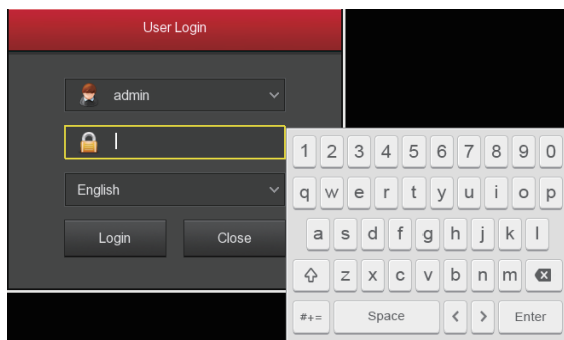 User Login
admin
English
Login Close
1 2 3 4 5 6 7 8 9 0
q w e r t y u i o p
a s d f g h j k l
z x c v b n m
#+= Space < > Enter